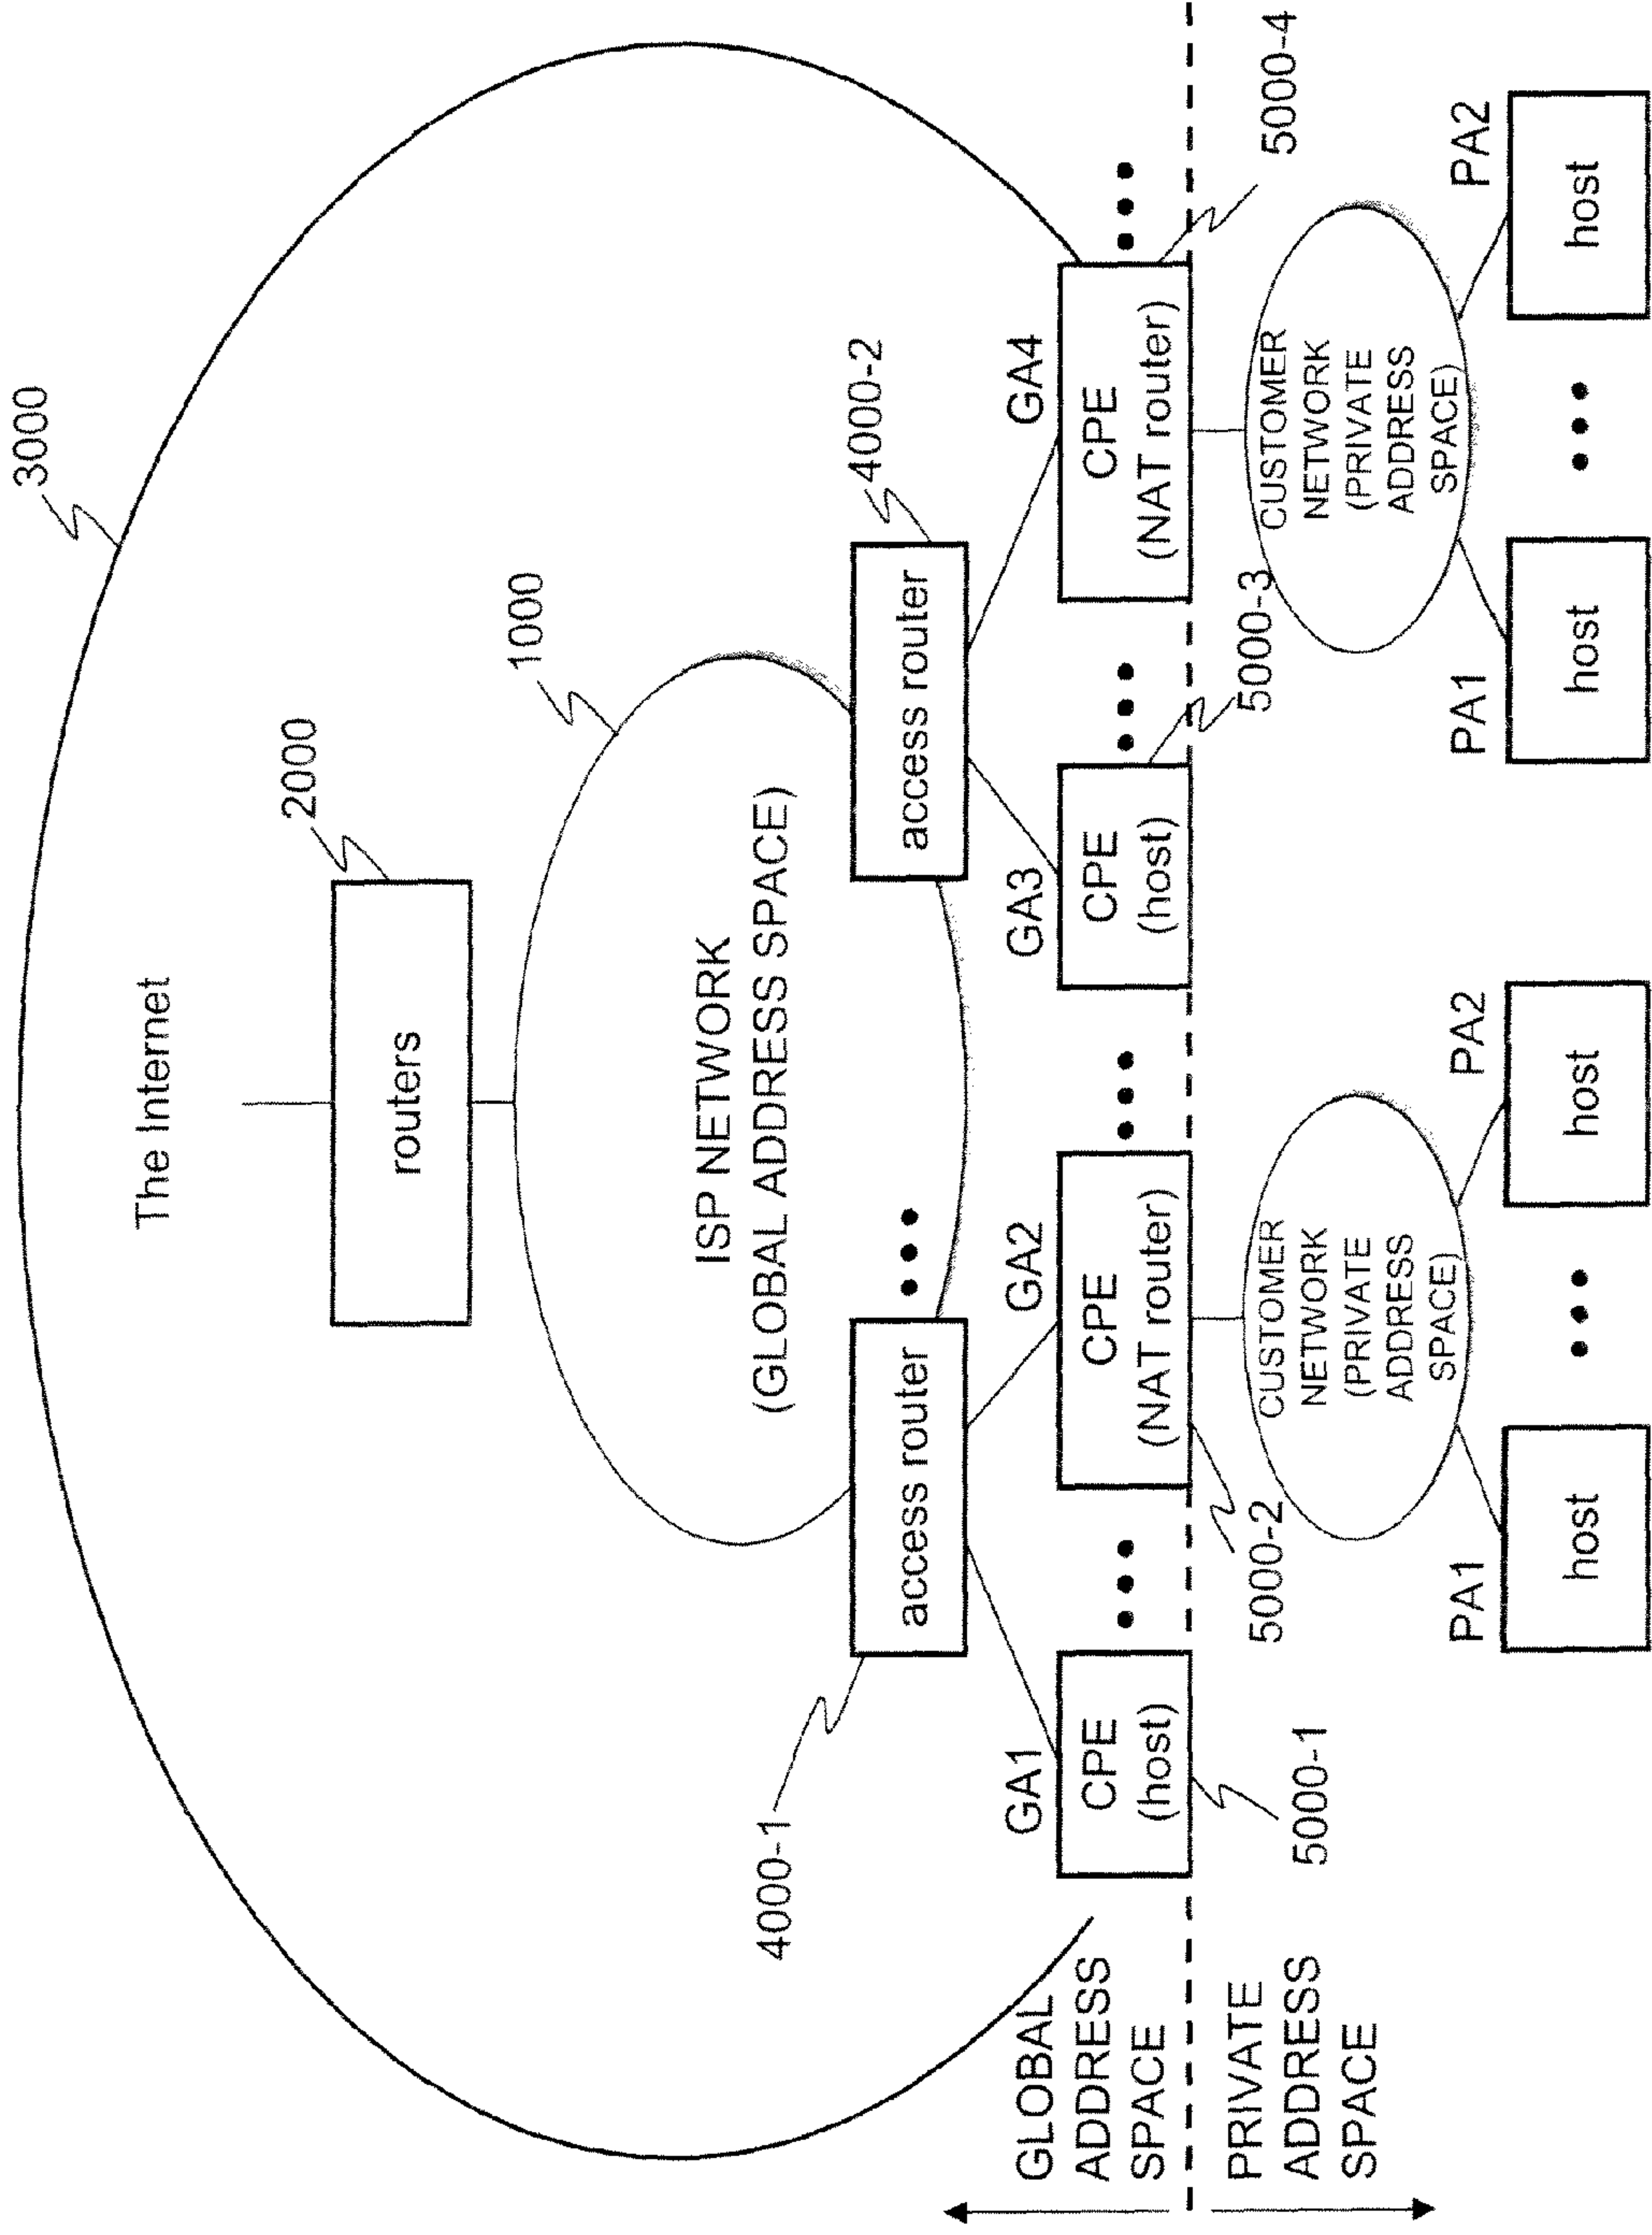 3000
The Internet
2000
routers
1000
ISP NETWORK
(GLOBAL ADDRESS SPACE)
4000-1
access router
•••
access router
4000-2
GLOBAL
ADDRESS
SPACE
GA1
CPE
(host)
•••
GA2
CPE
(NAT router)
•••
GA3
CPE
(host)
•••
GA4
CPE
(NAT router)
•••
PRIVATE
ADDRESS
SPACE
5000-1
5000-2
5000-3
5000-4
CUSTOMER
NETWORK
(PRIVATE
ADDRESS
SPACE)
CUSTOMER
NETWORK
(PRIVATE
ADDRESS
SPACE)
PA1
host
•••
PA2
host
PA1
host
•••
PA2
host